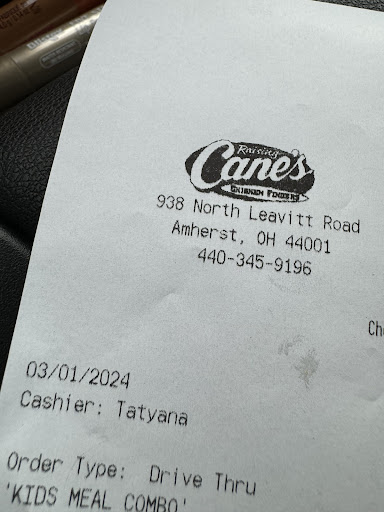 Raising
Cane's
CHICKEN FINGERS
938 North Leavitt Road
Amherst, OH 44001
440-345-9196
Ch
03/01/2024
Cashier: Tatyana
Order Type: Drive Thru
'KIDS MEAL COMBO'